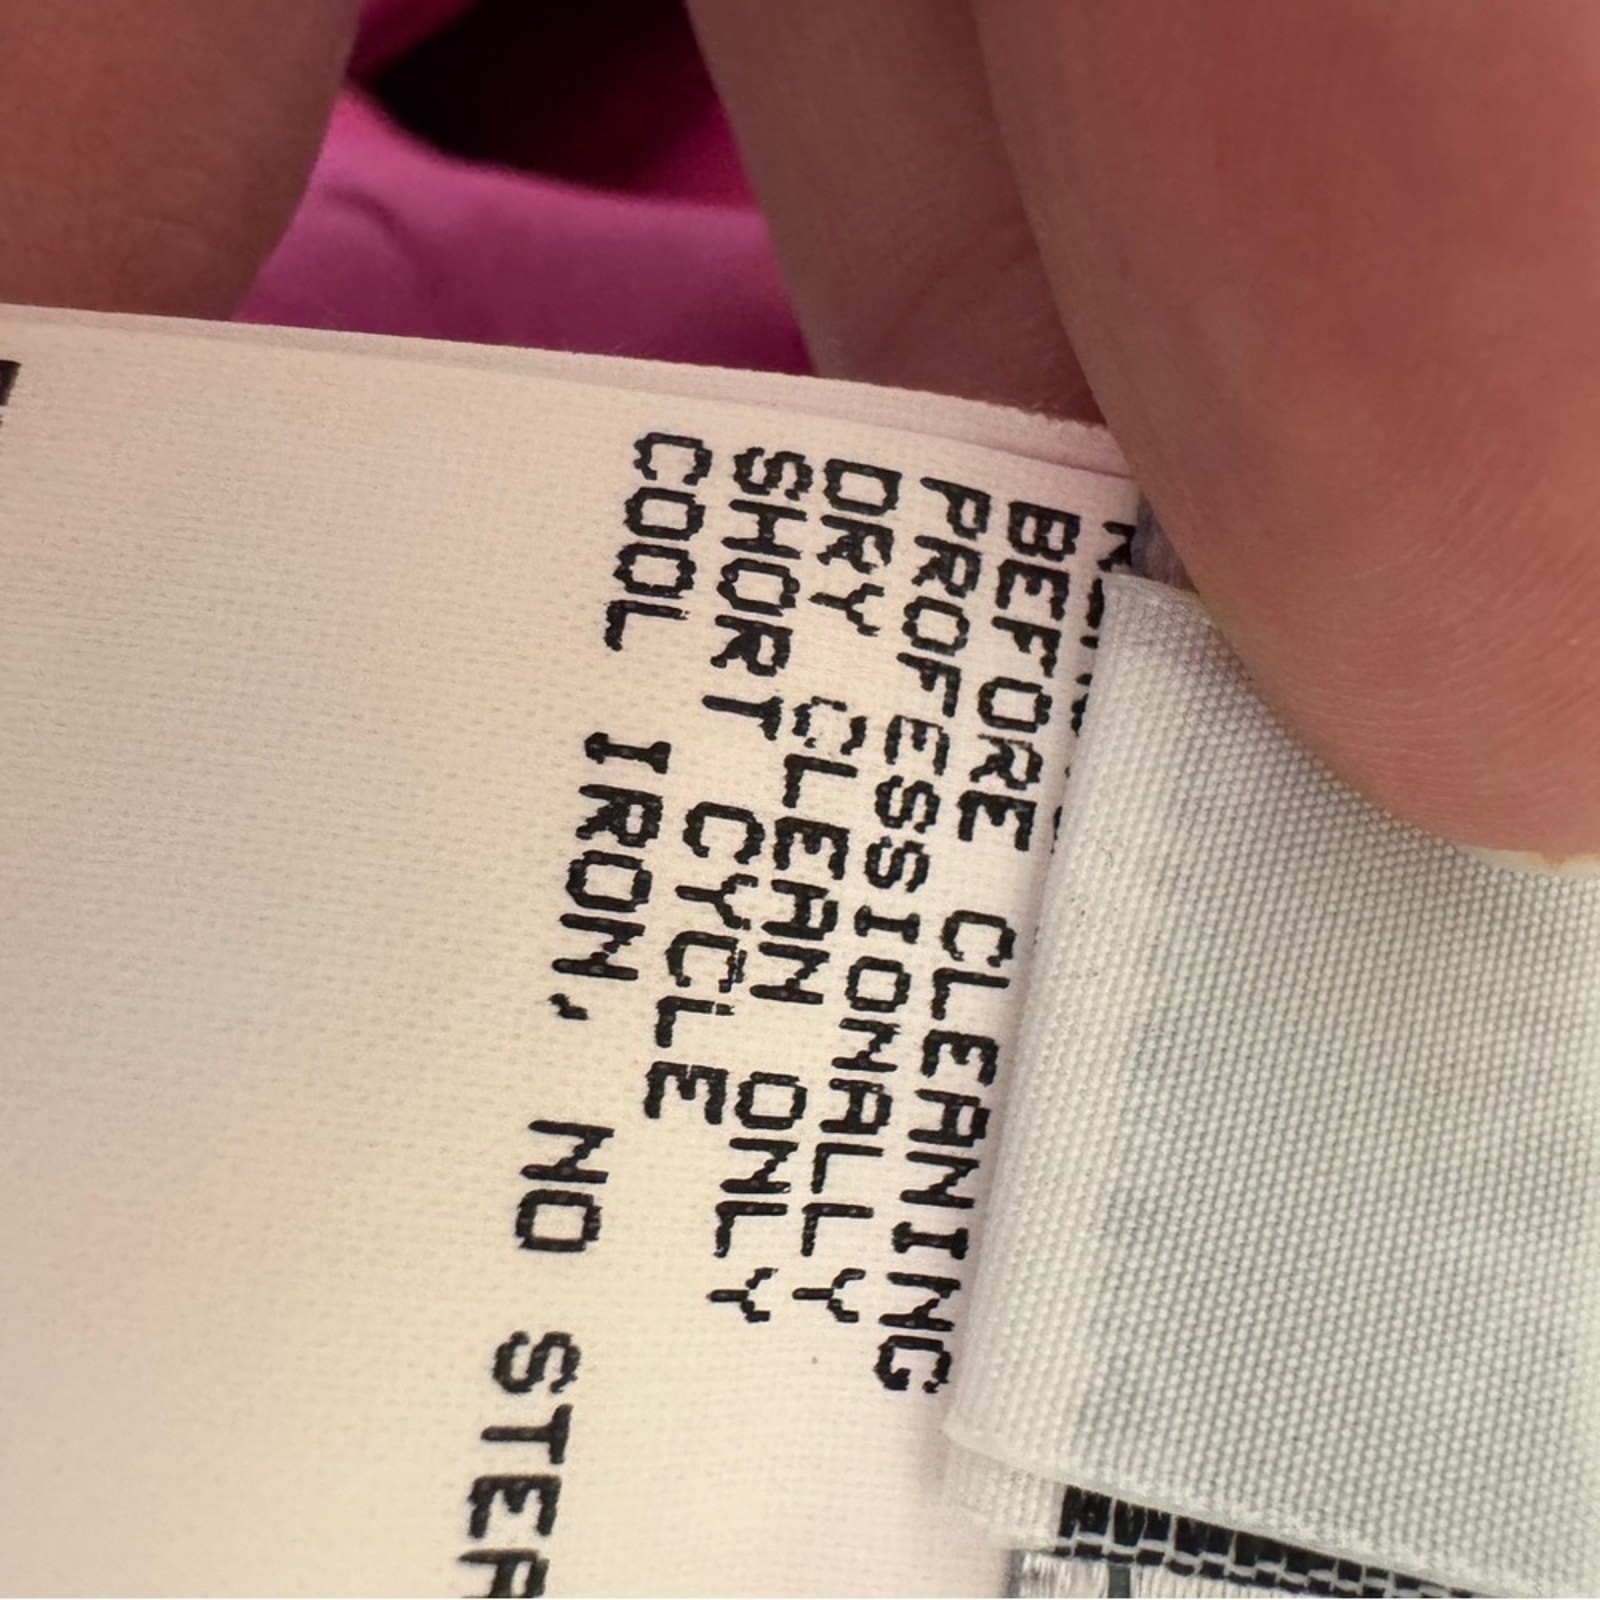 BEFORE CLEANING
PROFESSIONALLY
DRY CLEAN ONLY
SHORT CYCLE
COOL IRON, NO